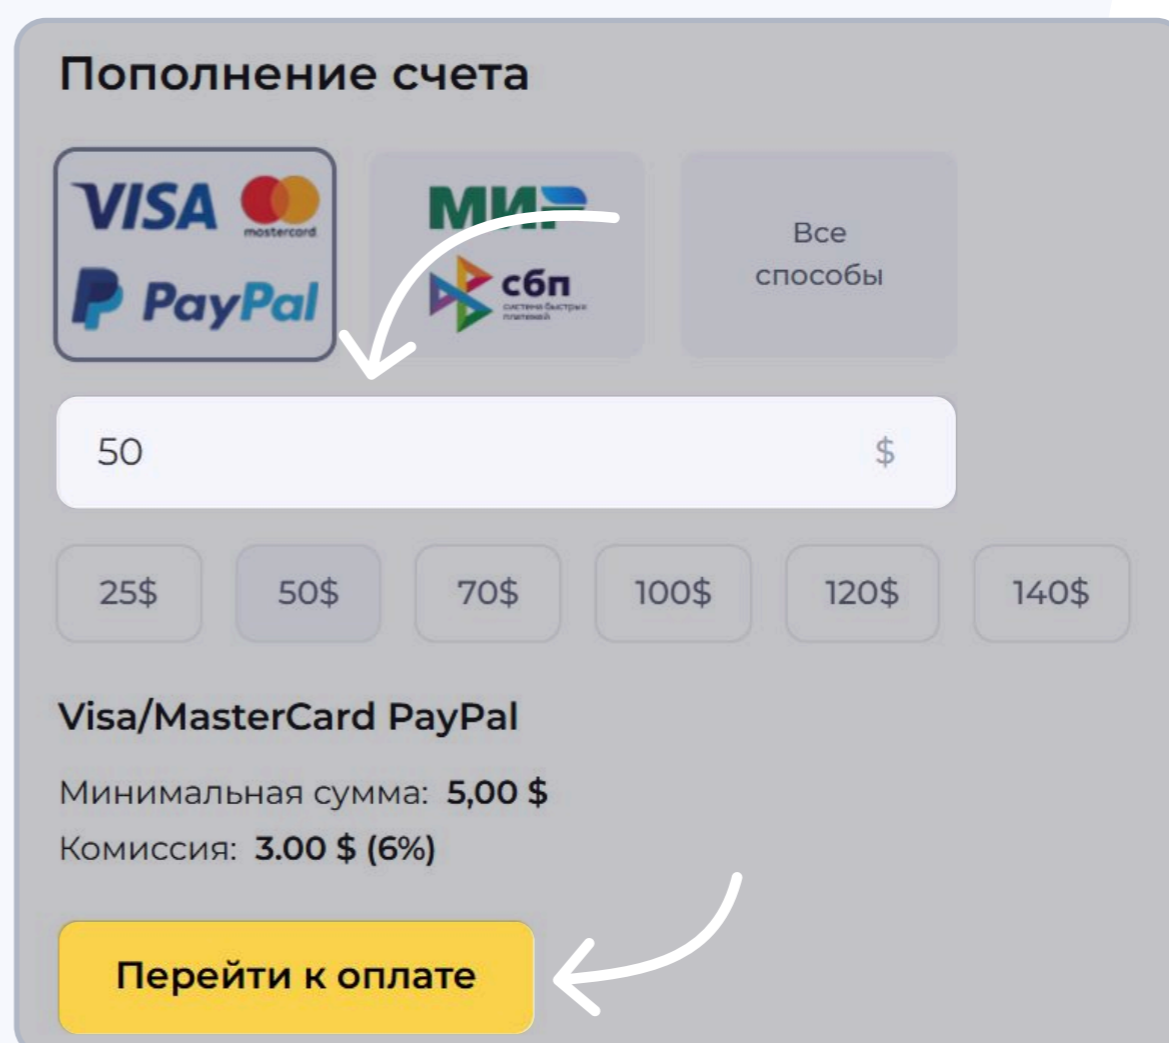 Пополнение счета
VISA
mostercord
PayPal
МИР
сбп
система быстрых
платежей
Все
способы
50 $
25$ 50$ 70$ 100$ 120$ 140$
Visa/MasterCard PayPal
Минимальная сумма: 5,00 $
Комиссия: 3.00 $ (6%)
Перейти к оплате